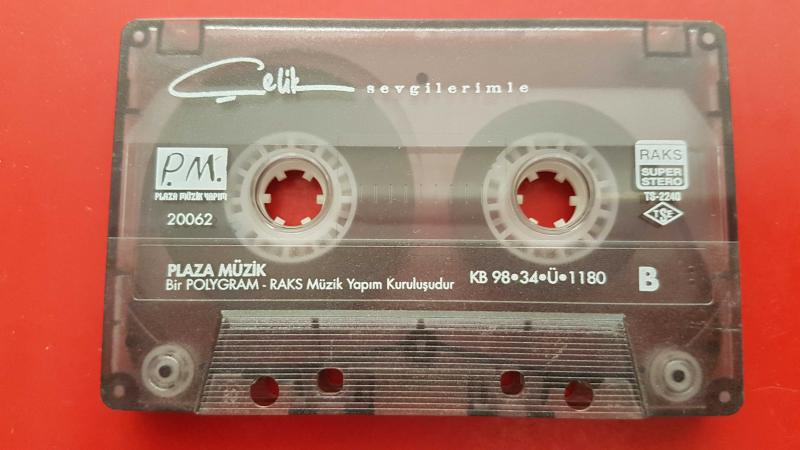 Çelik sevgilerimle
P.M.
PLAZA MÜZİK YAPIM
20062
RAKS
SUPER
STERO
TS-2240
TSE
PLAZA MÜZİK
Bir POLYGRAM - RAKS Müzik Yapım Kuruluşudur
KB 98•34•Ü•1180
B